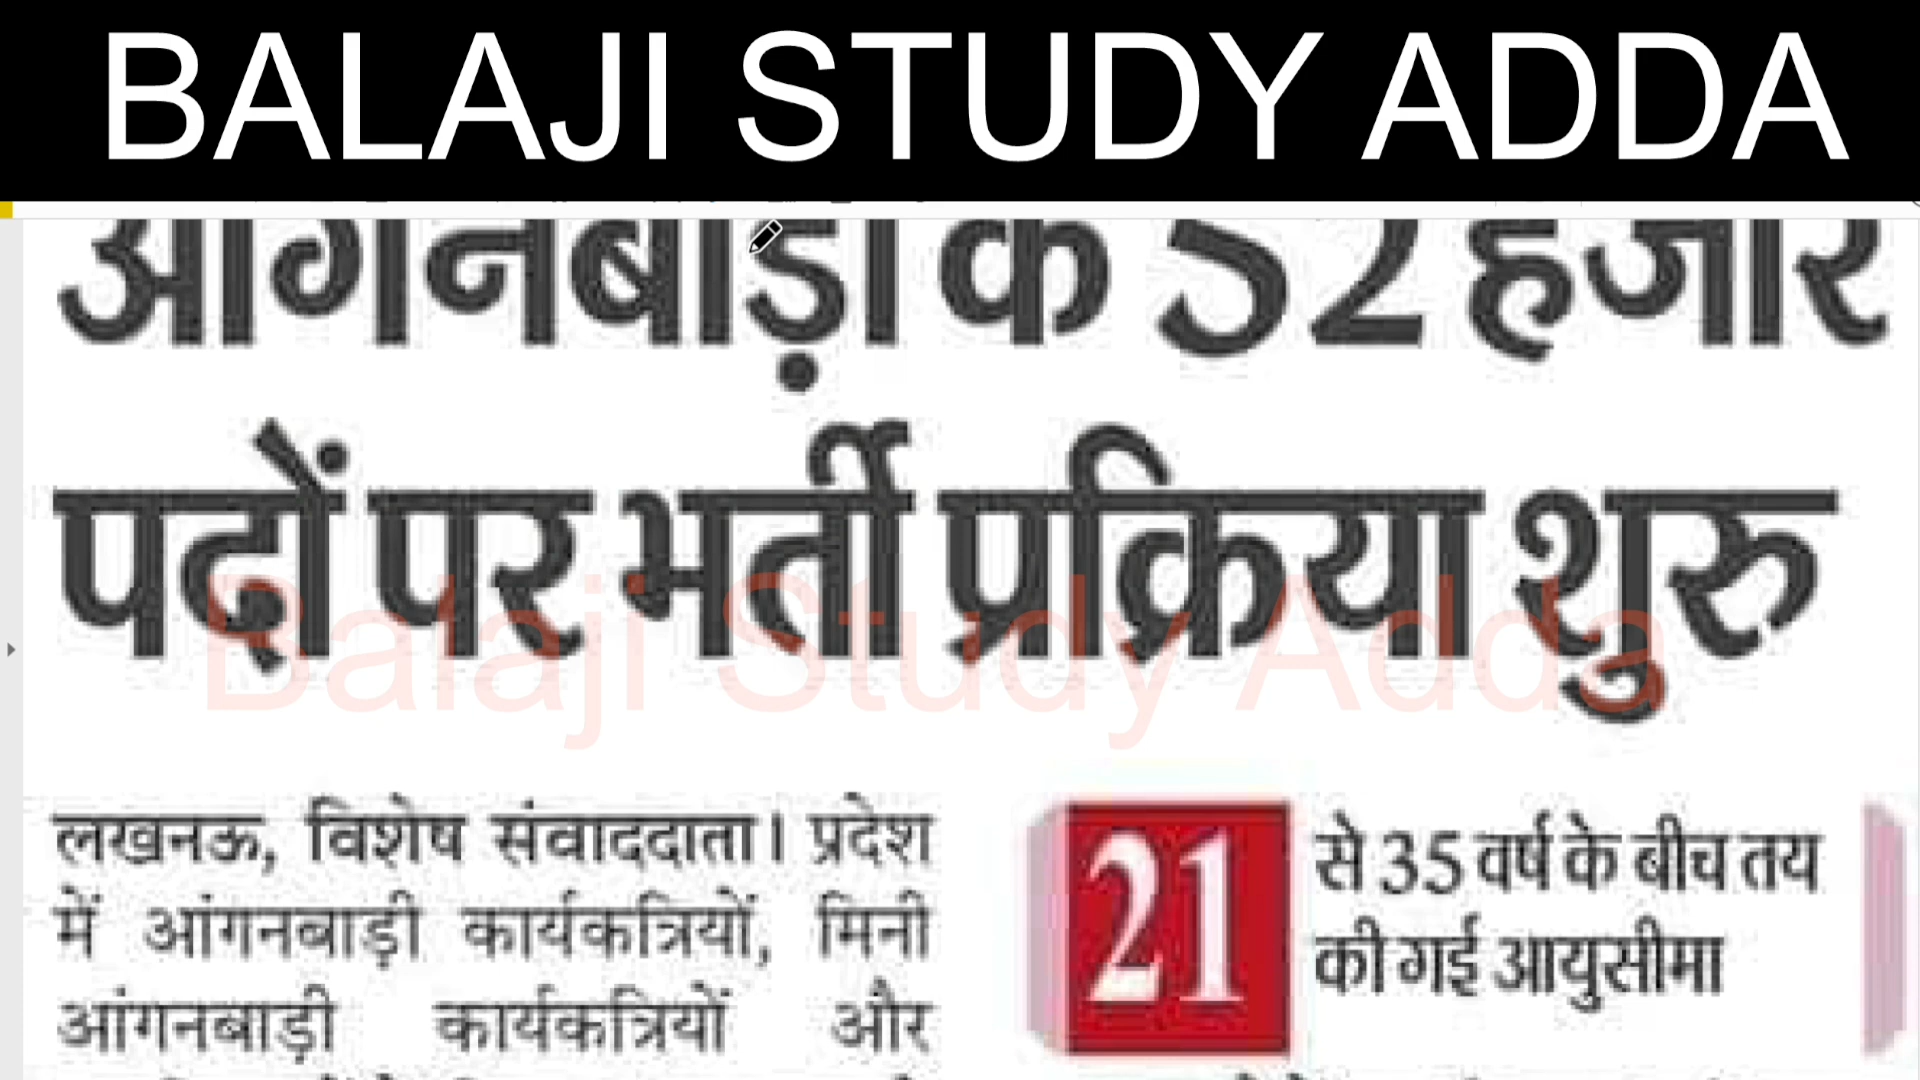 BALAJI STUDY ADDA
आंगनबाड़ी के 52 हजार
पदों पर भर्ती प्रक्रिया शुरु
Balaji Study Adda
लखनऊ, विशेष संवाददाता। प्रदेश
में आंगनबाड़ी कार्यकत्रियों, मिनी
आंगनबाड़ी कार्यकत्रियों और
21 से 35 वर्ष के बीच तय
की गई आयुसीमा